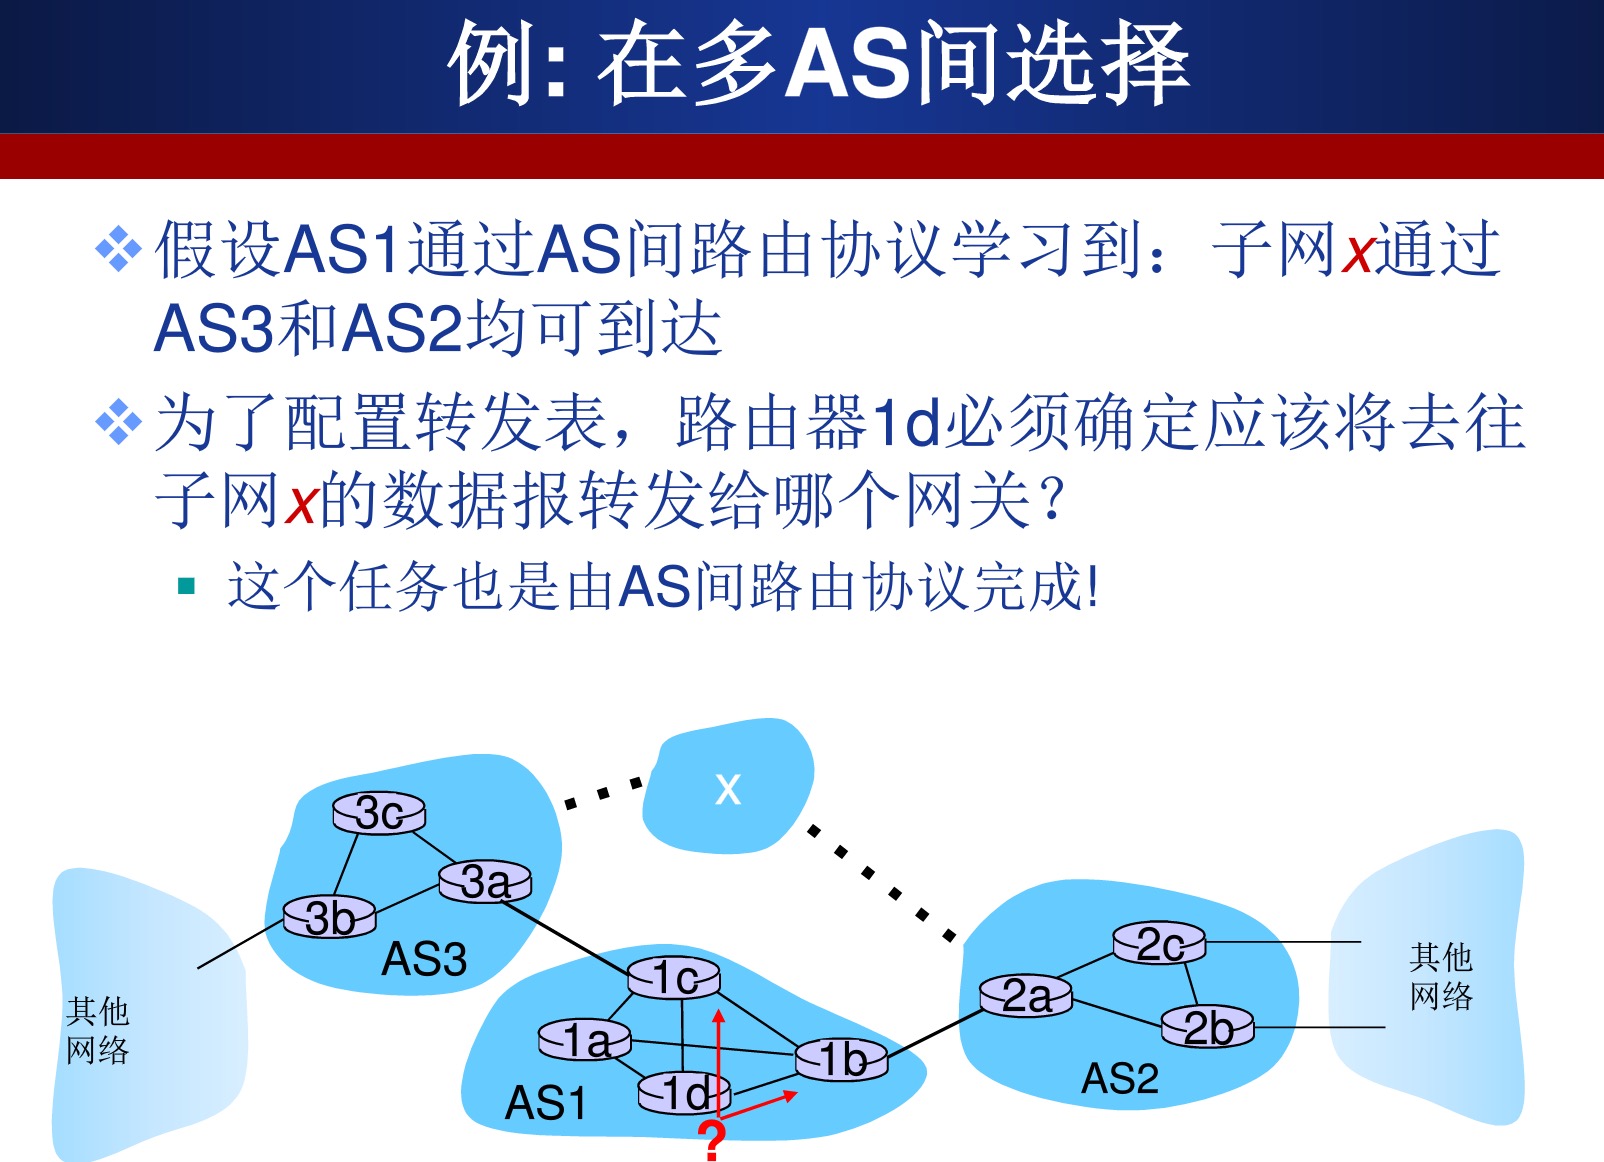 例: 在多AS间选择
假设AS1通过AS间路由协议学习到：子网x通过
AS3和AS2均可到达
为了配置转发表，路由器1d必须确定应该将去往
子网x的数据报转发给哪个网关？
这个任务也是由AS间路由协议完成!
x
3c
3a
3b
AS3
2c
2a
2b
AS2
1c
1a
1b
1d
AS1
?
其他
网络
其他
网络